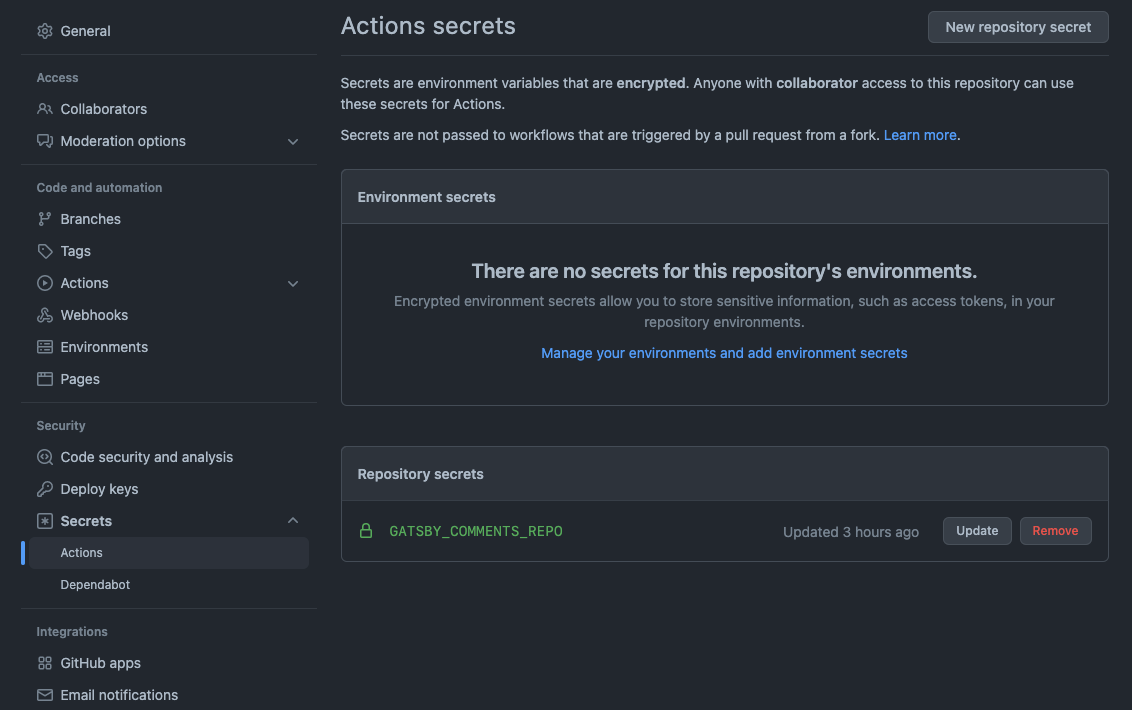 General
Access
Collaborators
Moderation options
Code and automation
Branches
Tags
Actions
Webhooks
Environments
Pages
Security
Code security and analysis
Deploy keys
Secrets
Actions
Dependabot
Integrations
GitHub apps
Email notifications
Actions secrets
New repository secret
Secrets are environment variables that are encrypted. Anyone with collaborator access to this repository can use
these secrets for Actions.
Secrets are not passed to workflows that are triggered by a pull request from a fork. Learn more.
Environment secrets
There are no secrets for this repository's environments.
Encrypted environment secrets allow you to store sensitive information, such as access tokens, in your
repository environments.
Manage your environments and add environment secrets
Repository secrets
GATSBY_COMMENTS_REPO
Updated 3 hours ago
Update
Remove